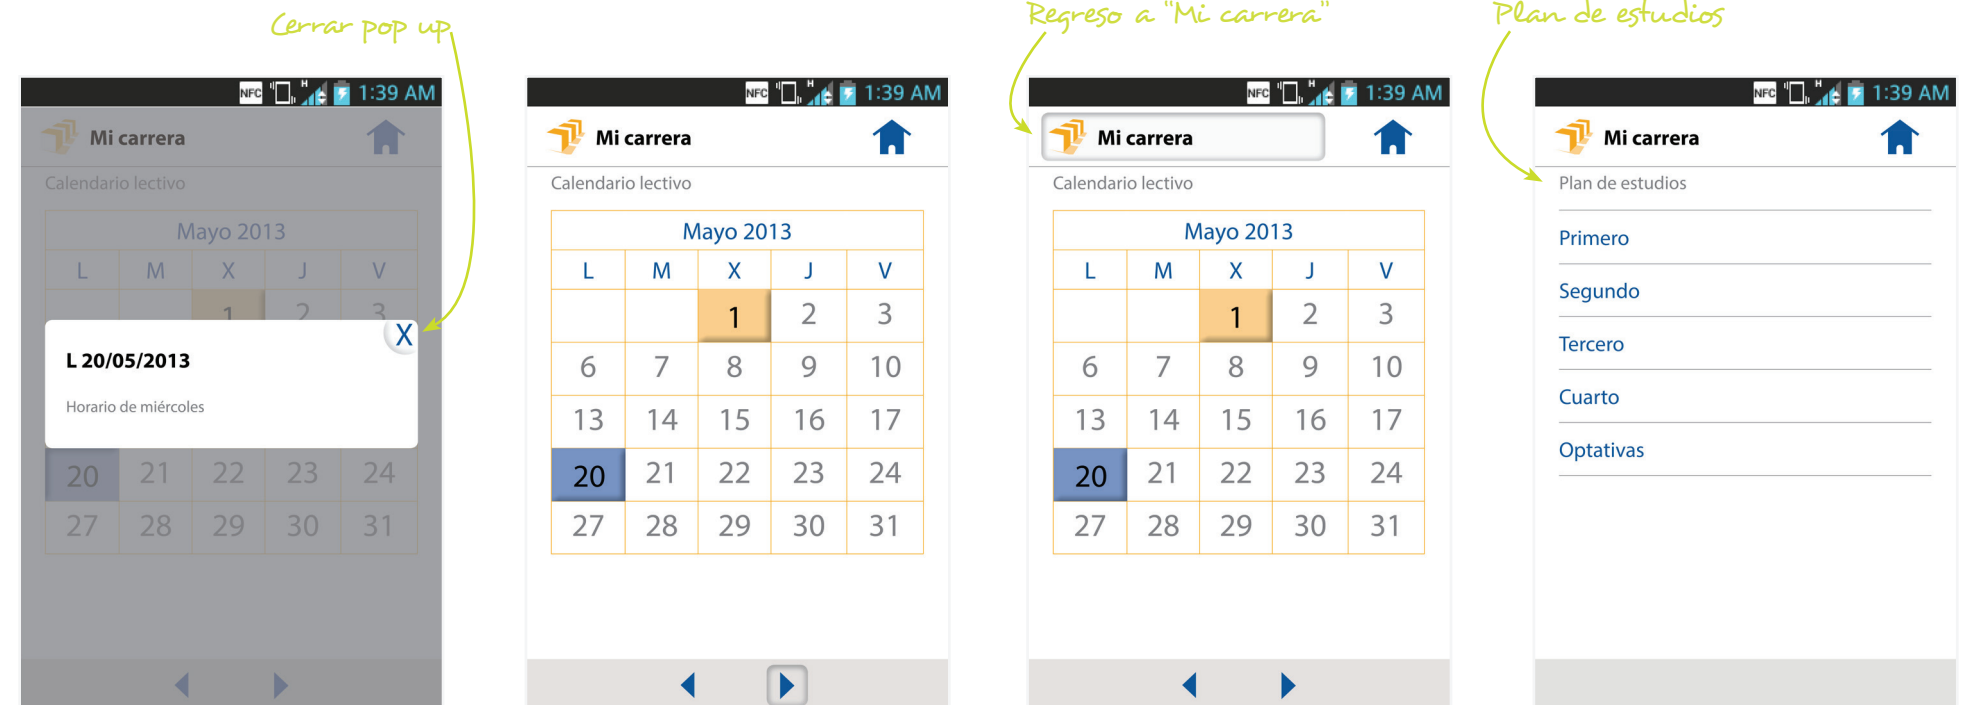 Cerrar pop up
Regreso a "Mi carrera"
Plan de estudios
NFC H 1:39 AM
Mi carrera
Calendario lectivo
Mayo 2013
L M X J V
1 2 3
X
L 20/05/2013
Horario de miércoles
20 21 22 23 24
27 28 29 30 31
NFC H 1:39 AM
Mi carrera
Calendario lectivo
Mayo 2013
L M X J V
1 2 3
6 7 8 9 10
13 14 15 16 17
20 21 22 23 24
27 28 29 30 31
NFC H 1:39 AM
Mi carrera
Calendario lectivo
Mayo 2013
L M X J V
1 2 3
6 7 8 9 10
13 14 15 16 17
20 21 22 23 24
27 28 29 30 31
NFC H 1:39 AM
Mi carrera
Plan de estudios
Primero
Segundo
Tercero
Cuarto
Optativas